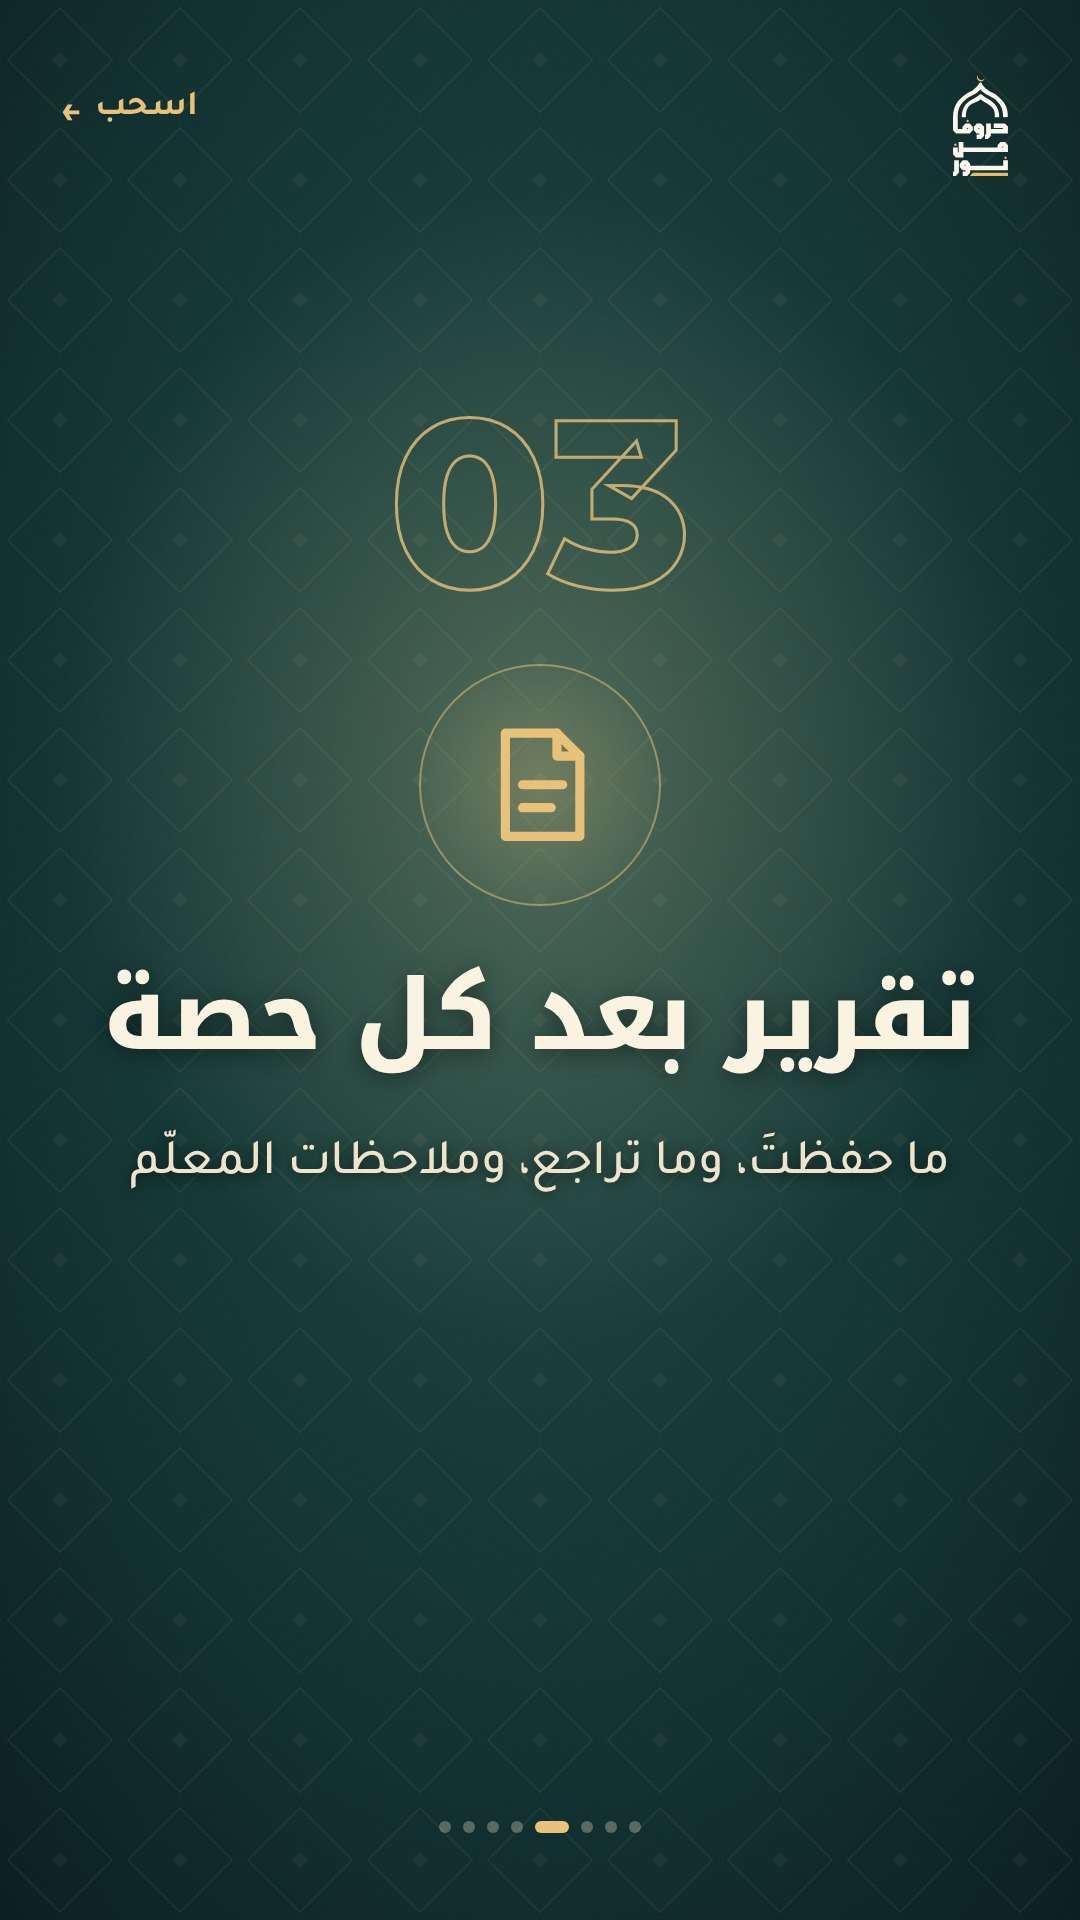 حروف
من
نور
اسحب ←
03
تقرير بعد كل حصة
ما حفظتَ، وما تراجع، وملاحظات المعلّم